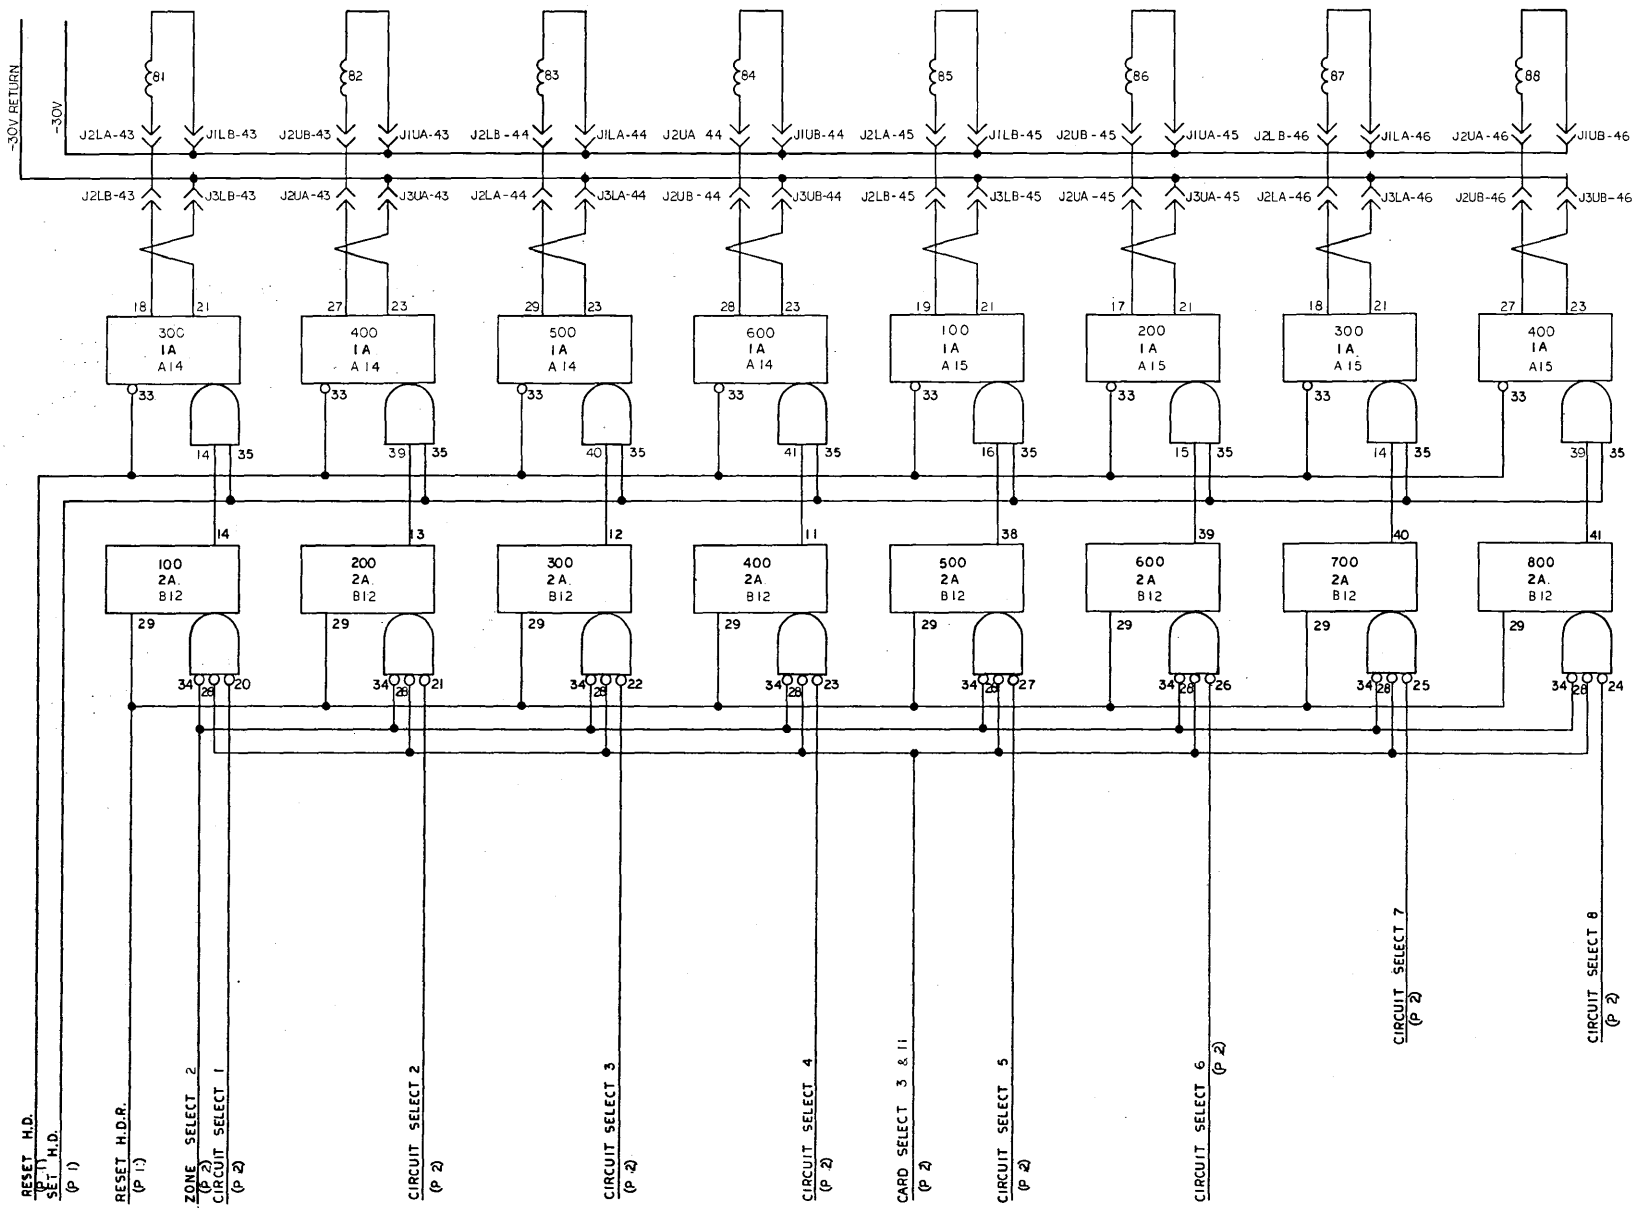 -30V RETURN
-30V
81 82 83 84 85 86 87 88
J2LA-43 J1LB-43 J2UB-43 J1UA-43 J2LB-44 J1LA-44 J2UA 44 J1UB-44 J2LA-45 J1LB-45 J2UB-45 J1UA-45 J2LB-46 J1LA-46 J2UA-46 J1UB-46
J2LB-43 J3LB-43 J2UA-43 J3UA-43 J2LA-44 J3LA-44 J2UB-44 J3UB-44 J2LB-45 J3LB-45 J2UA-45 J3UA-45 J2LA-46 J3LA-46 J2UB-46 J3UB-46
18 21 27 23 29 23 28 23 19 21 17 21 18 21 27 23
300 400 500 600 100 200 300 400
1A 1A 1A 1A 1A 1A 1A. 1A
A14 A14 A14 A14 A15 A15 A15 A15
33 33 33 33 33 33 33 33
14 35 39 35 40 35 41 35 16 35 15 35 14 35 39 35
14 13 12 11 38 39 40 41
100 200 300 400 500 600 700 800
2A. 2A. 2A. 2A. 2A 2A 2A 2A.
B12 B12 B12 B12 B12 B12 B12 B12
29 29 29 29 29 29 29 29
34 28 20 34 28 21 34 28 22 34 28 23 34 28 27 34 28 26 34 28 25 34 28 24
RESET H.D.
(P 1)
SET H.D.
(P 1)
RESET H.D.R.
(P 1)
ZONE SELECT 2
(P 2)
CIRCUIT SELECT 1
(P 2)
CIRCUIT SELECT 2
(P 2)
CIRCUIT SELECT 3
(P 2)
CIRCUIT SELECT 4
(P 2)
CARD SELECT 3 & 11
(P 2)
CIRCUIT SELECT 5
(P 2)
CIRCUIT SELECT 6
(P 2)
CIRCUIT SELECT 7
(P 2)
CIRCUIT SELECT 8
(P 2)